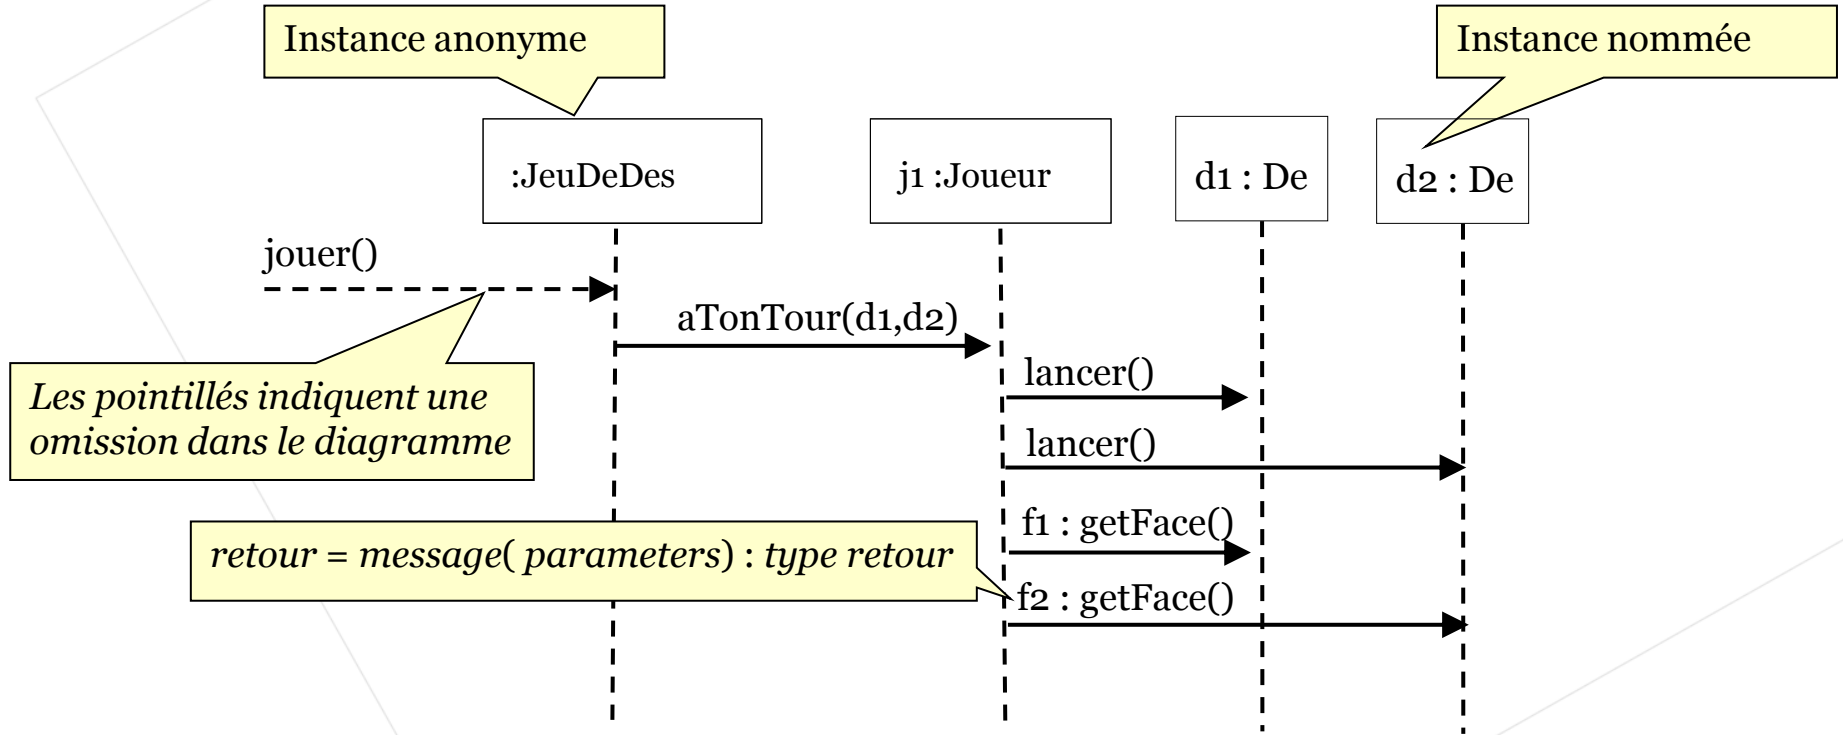 Instance anonyme
Instance nommée
:JeuDeDes
j1 :Joueur
d1 : De
d2 : De
jouer()
aTonTour(d1,d2)
lancer()
Les pointillés indiquent une
omission dans le diagramme
lancer()
f1 : getFace()
retour = message( parameters) : type retour
f2 : getFace()